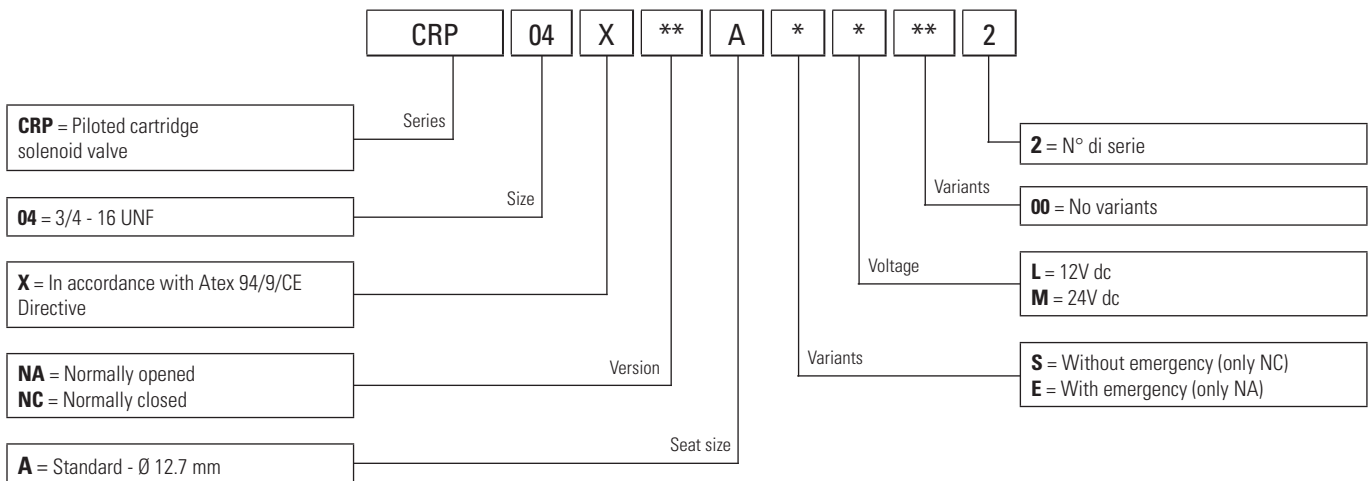 CRP 04 X ** A * * ** 2
CRP = Piloted cartridge
solenoid valve
Series
04 = 3/4 - 16 UNF
Size
X = In accordance with Atex 94/9/CE
Directive
NA = Normally opened
NC = Normally closed
Version
A = Standard - Ø 12.7 mm
Seat size
2 = N° di serie
Variants
00 = No variants
Voltage
L = 12V dc
M = 24V dc
Variants
S = Without emergency (only NC)
E = With emergency (only NA)